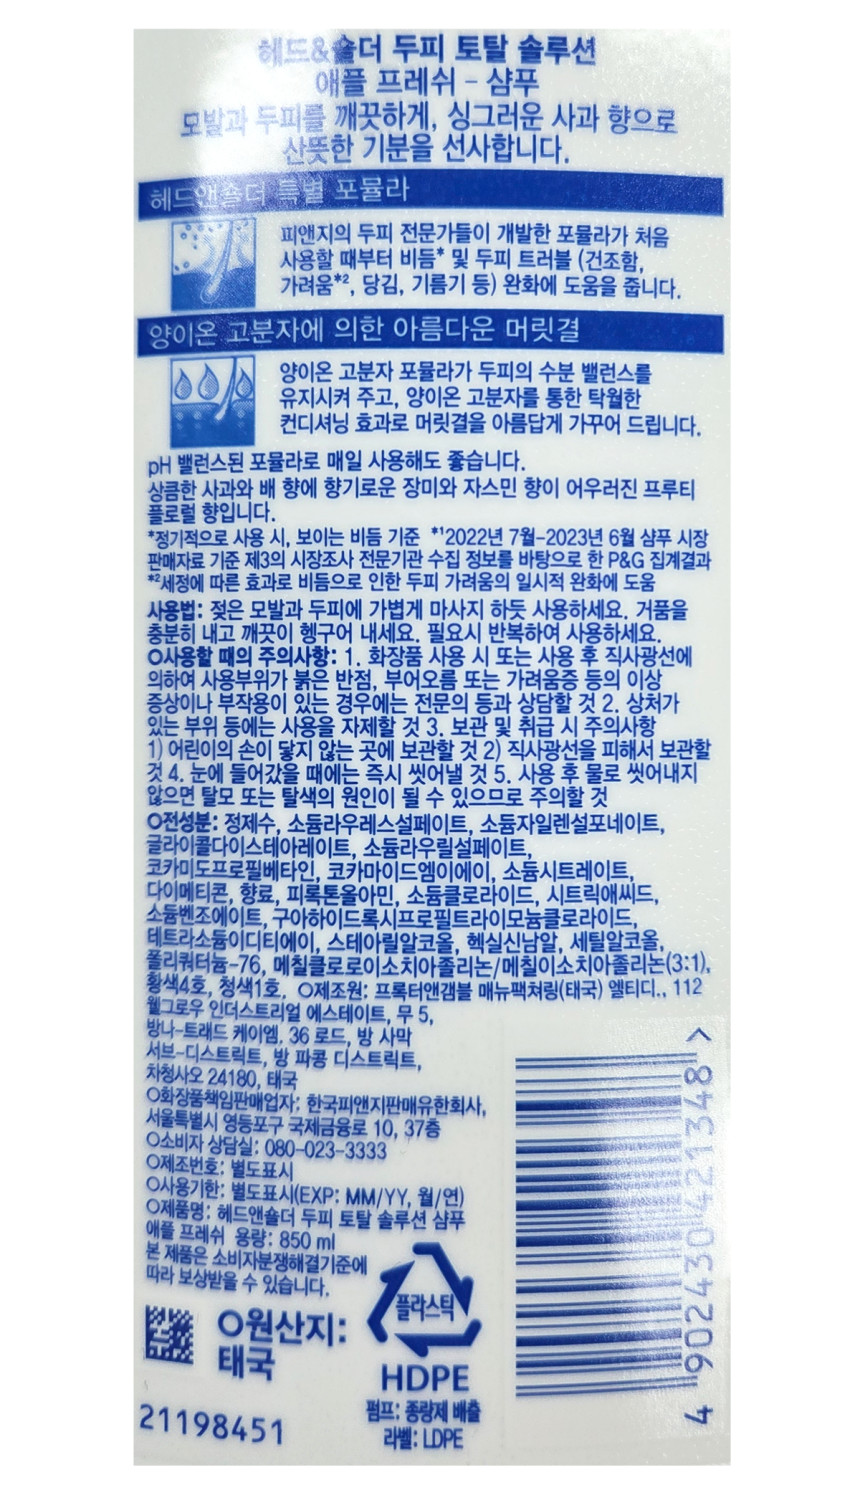 헤드&숄더 두피 토탈 솔루션
애플 프레쉬 - 샴푸
모발과 두피를 깨끗하게, 싱그러운 사과 향으로
산뜻한 기분을 선사합니다.
헤드앤숄더 특별 포뮬라
피앤지의 두피 전문가들이 개발한 포뮬라가 처음
사용할 때부터 비듬* 및 두피 트러블 (건조함,
가려움*2, 당김, 기름기 등) 완화에 도움을 줍니다.
양이온 고분자에 의한 아름다운 머릿결
양이온 고분자 포뮬라가 두피의 수분 밸런스를
유지시켜 주고, 양이온 고분자를 통한 탁월한
컨디셔닝 효과로 머릿결을 아름답게 가꾸어 드립니다.
pH 밸런스된 포뮬라로 매일 사용해도 좋습니다.
상큼한 사과와 배 향에 향기로운 장미와 자스민 향이 어우러진 프루티
플로럴 향입니다.
*정기적으로 사용 시, 보이는 비듬 기준 *1 2022년 7월-2023년 6월 샴푸 시장
판매자료 기준 제3의 시장조사 전문기관 수집 정보를 바탕으로 한 P&G 집계결과
*2세정에 따른 효과로 비듬으로 인한 두피 가려움의 일시적 완화에 도움
사용법: 젖은 모발과 두피에 가볍게 마사지 하듯 사용하세요. 거품을
충분히 내고 깨끗이 헹구어 내세요. 필요시 반복하여 사용하세요.
O사용할 때의 주의사항: 1. 화장품 사용 시 또는 사용 후 직사광선에
의하여 사용부위가 붉은 반점, 부어오름 또는 가려움증 등의 이상
증상이나 부작용이 있는 경우에는 전문의 등과 상담할 것 2. 상처가
있는 부위 등에는 사용을 자제할 것 3. 보관 및 취급 시 주의사항
1) 어린이의 손이 닿지 않는 곳에 보관할 것 2) 직사광선을 피해서 보관할
것 4. 눈에 들어갔을 때에는 즉시 씻어낼 것 5. 사용 후 물로 씻어내지
않으면 탈모 또는 탈색의 원인이 될 수 있으므로 주의할 것
O전성분: 정제수, 소듐라우레스설페이트, 소듐자일렌설포네이트,
글라이콜다이스테아레이트, 소듐라우릴설페이트,
코카미도프로필베타인, 코카마이드엠이에이, 소듐시트레이트,
다이메티콘, 향료, 피록톤올아민, 소듐클로라이드, 시트릭애씨드,
소듐벤조에이트, 구아하이드록시프로필트라이모늄클로라이드,
테트라소듐이디티에이, 스테아릴알코올, 헥실신남알, 세틸알코올,
폴리쿼터늄-76, 메칠클로로이소치아졸리논/메칠이소치아졸리논(3:1),
황색4호, 청색1호, O제조원: 프록터앤갬블 매뉴팩쳐링(태국) 엘티디., 112
웰그로우 인더스트리얼 에스테이트, 무 5,
방나-트래드 케이엠. 36 로드, 방 사막
서브-디스트릭트, 방 파콩 디스트릭트,
차청사오 24180, 태국
O화장품책임판매업자: 한국피앤지판매유한회사,
서울특별시 영등포구 국제금융로 10, 37층
O소비자 상담실: 080-023-3333
O제조번호: 별도표시
O사용기한: 별도표시(EXP: MM/YY, 월/연)
O제품명: 헤드앤숄더 두피 토탈 솔루션 샴푸
애플 프레쉬 용량: 850 ml
본 제품은 소비자분쟁해결기준에
따라 보상받을 수 있습니다.
O원산지:
태국
21198451
플라스틱
HDPE
펌프: 종량제 배출
라벨: LDPE
4 902430 421348 >